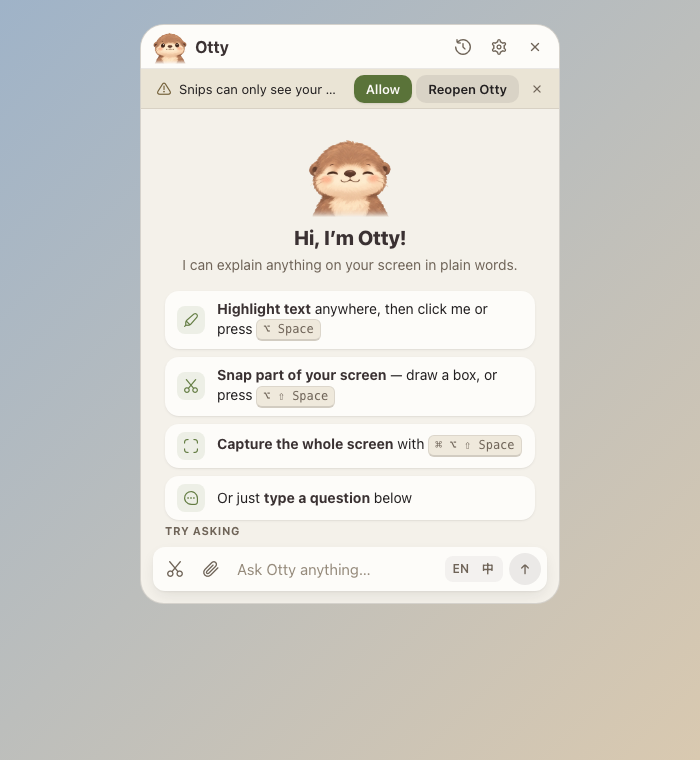 Otty
Snips can only see your ...
Allow
Reopen Otty
Hi, I’m Otty!
I can explain anything on your screen in plain words.
Highlight text anywhere, then click me or
press ⌥ Space
Snap part of your screen — draw a box, or
press ⌥ ⇧ Space
Capture the whole screen with ⌘ ⌥ ⇧ Space
Or just type a question below
TRY ASKING
Ask Otty anything...
EN 中